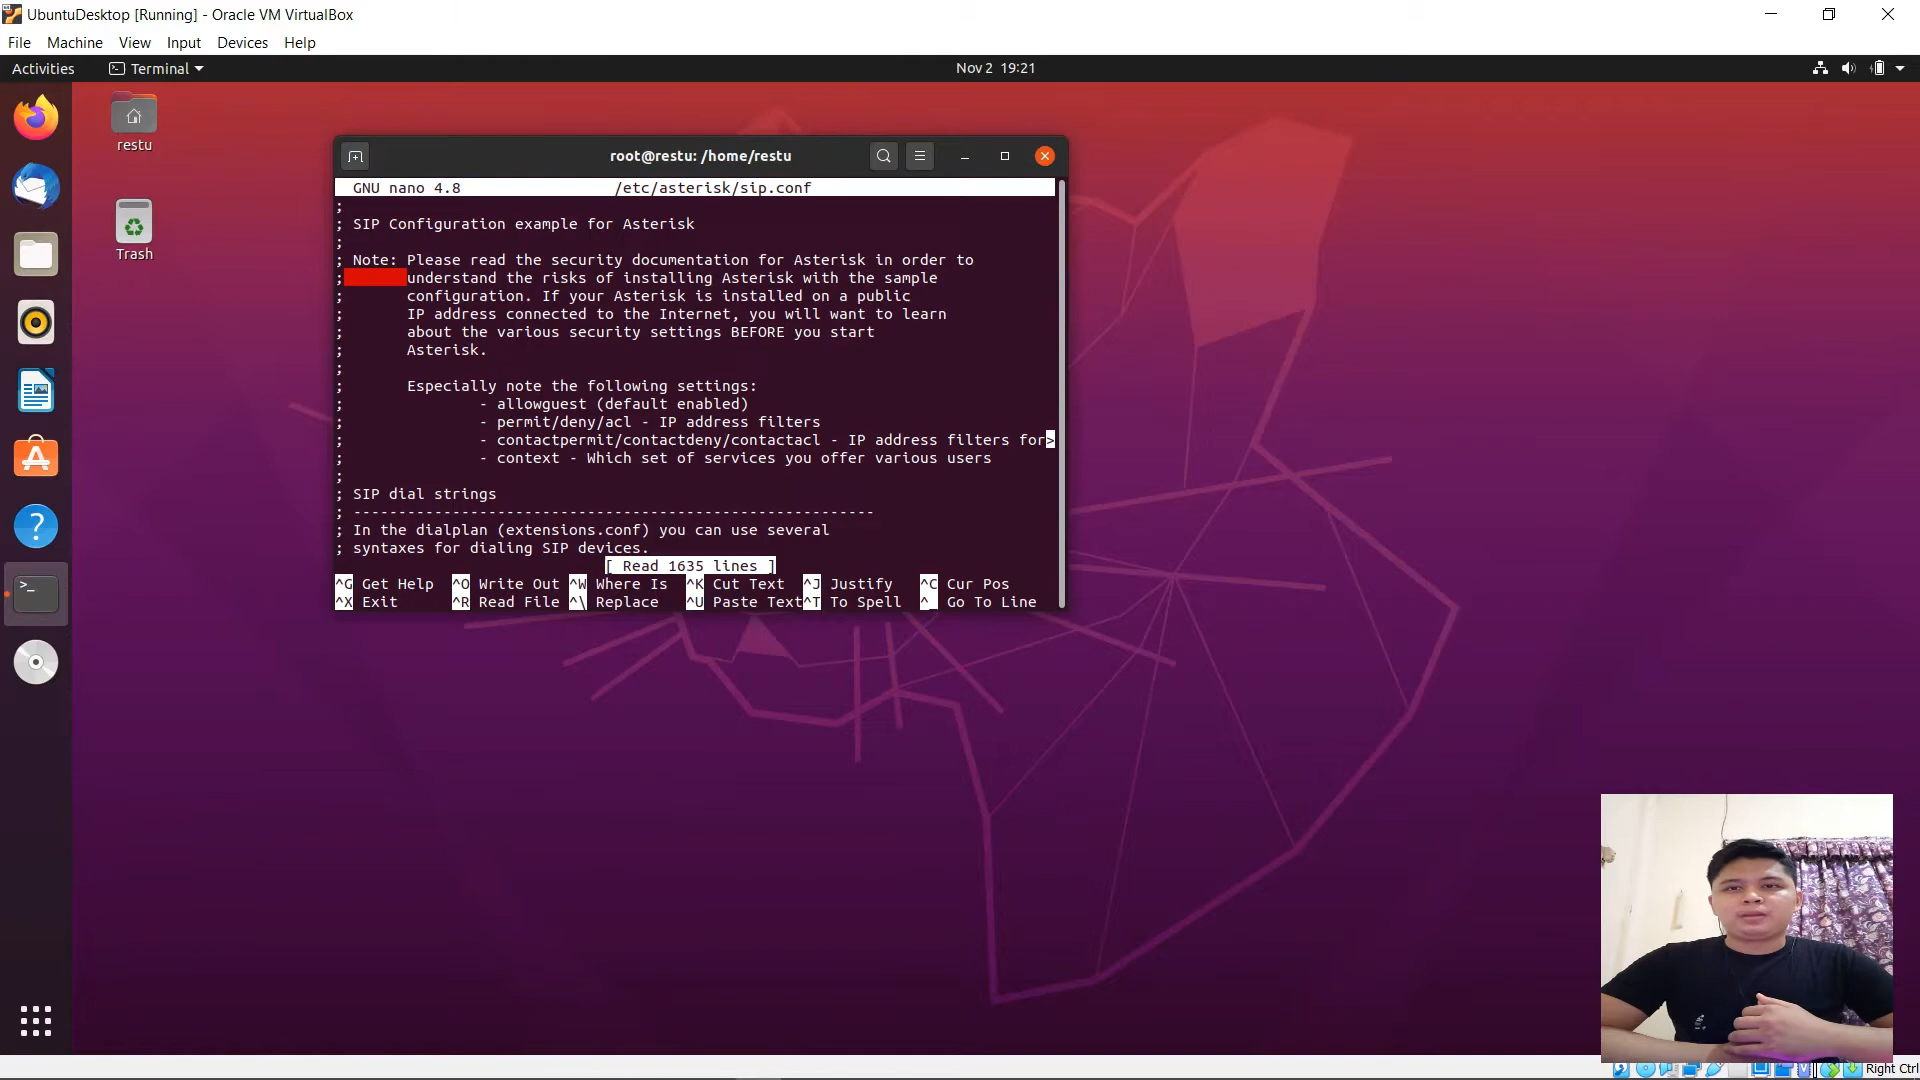 UbuntuDesktop [Running] - Oracle VM VirtualBox
File Machine View Input Devices Help
Activities Terminal Nov 2 19:21
restu
Trash
root@restu: /home/restu
GNU nano 4.8 /etc/asterisk/sip.conf
;
; SIP Configuration example for Asterisk
;
; Note: Please read the security documentation for Asterisk in order to
; understand the risks of installing Asterisk with the sample
; configuration. If your Asterisk is installed on a public
; IP address connected to the Internet, you will want to learn
; about the various security settings BEFORE you start
; Asterisk.
;
; Especially note the following settings:
; - allowguest (default enabled)
; - permit/deny/acl - IP address filters
; - contactpermit/contactdeny/contactacl - IP address filters for>
; - context - Which set of services you offer various users
;
; SIP dial strings
; ----------------------------------------------------------
; In the dialplan (extensions.conf) you can use several
; syntaxes for dialing SIP devices.
[ Read 1635 lines ]
^G Get Help ^O Write Out ^W Where Is ^K Cut Text ^J Justify ^C Cur Pos
^X Exit ^R Read File ^\ Replace ^U Paste Text ^T To Spell ^_ Go To Line
Right Ctrl